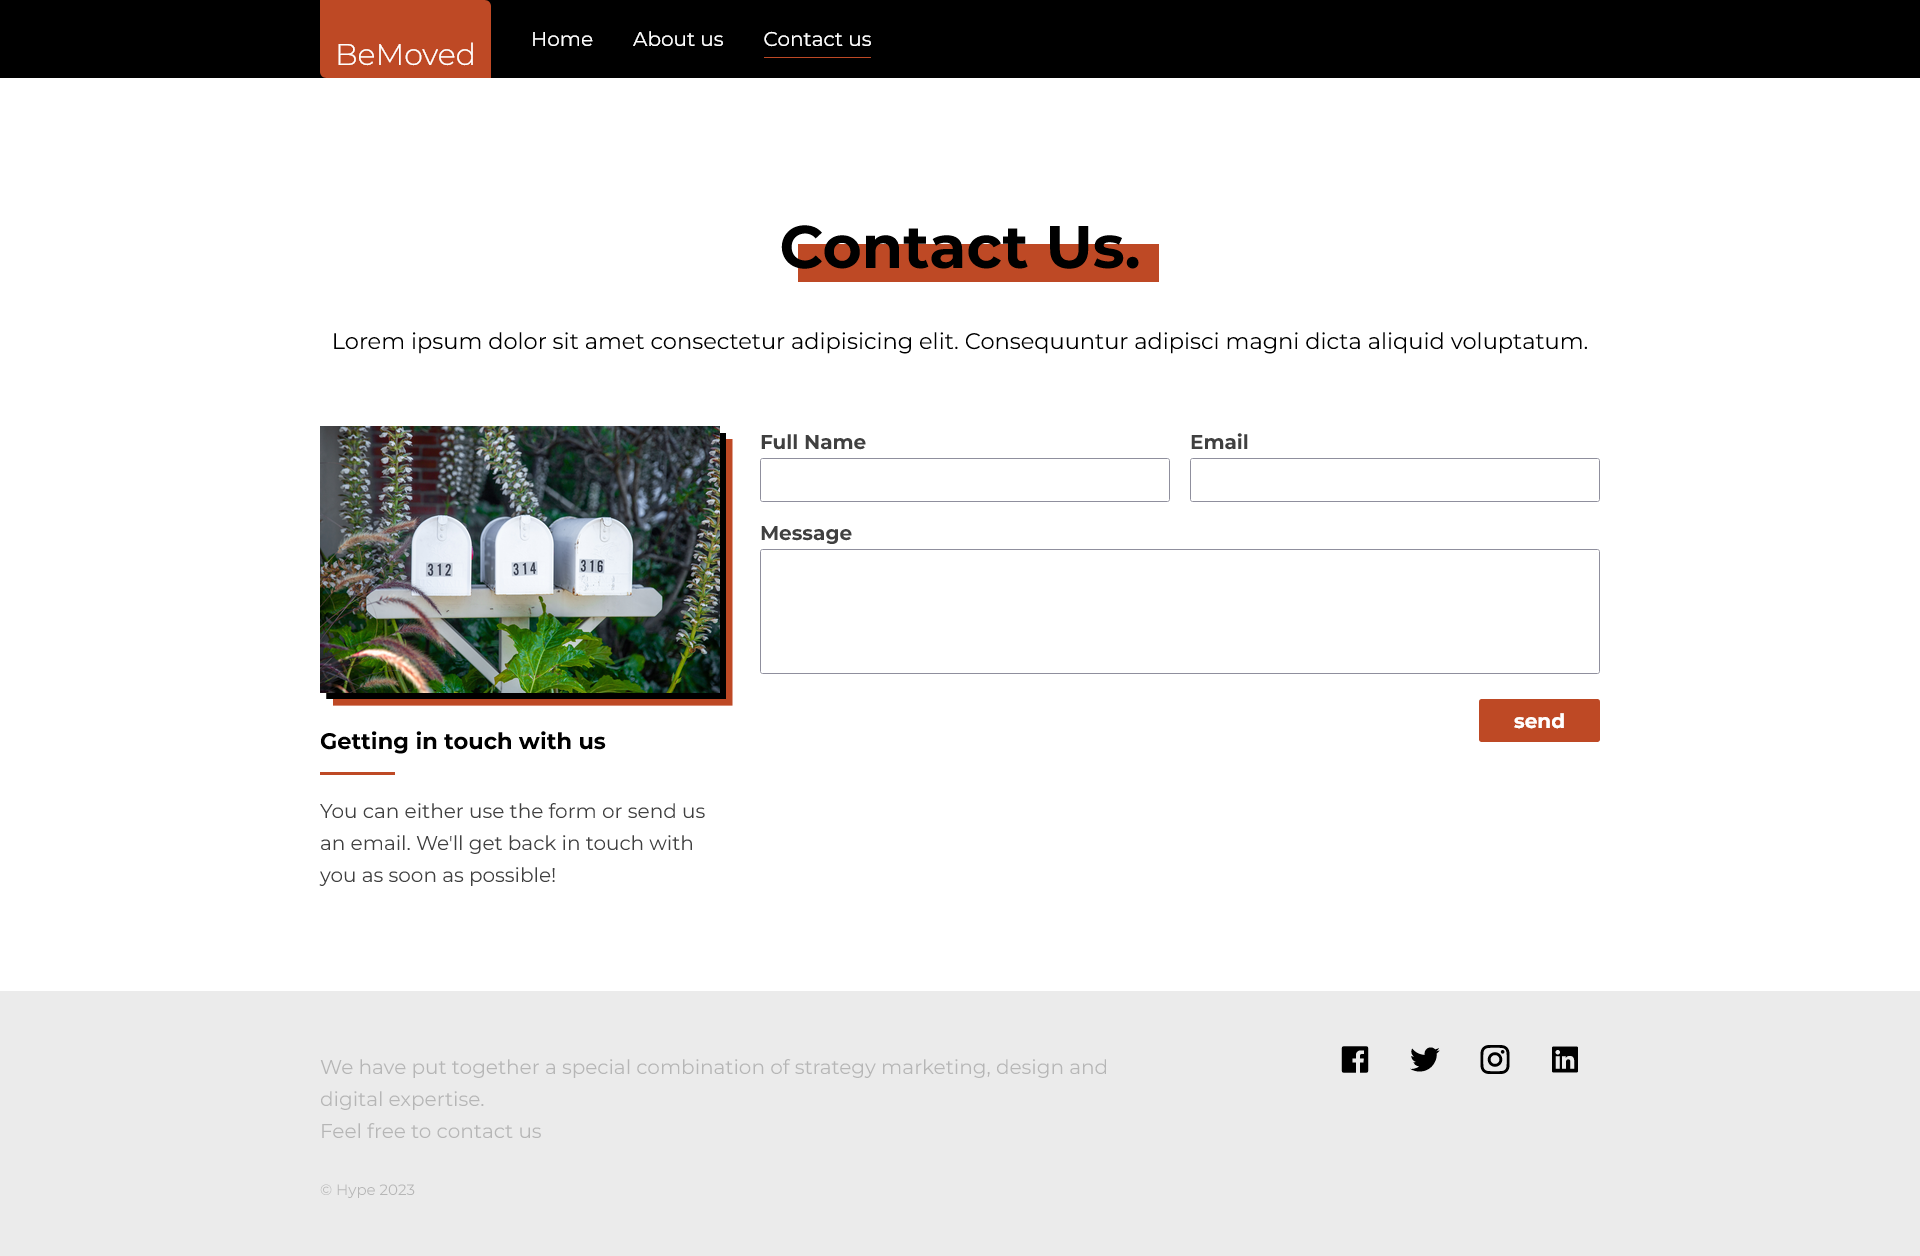 BeMoved
Home
About us
Contact us
Contact Us.
Lorem ipsum dolor sit amet consectetur adipisicing elit. Consequuntur adipisci magni dicta aliquid voluptatum.
312
314
316
Getting in touch with us
You can either use the form or send us
an email. We'll get back in touch with
you as soon as possible!
Full Name
Email
Message
send
We have put together a special combination of strategy marketing, design and
digital expertise.
Feel free to contact us
© Hype 2023